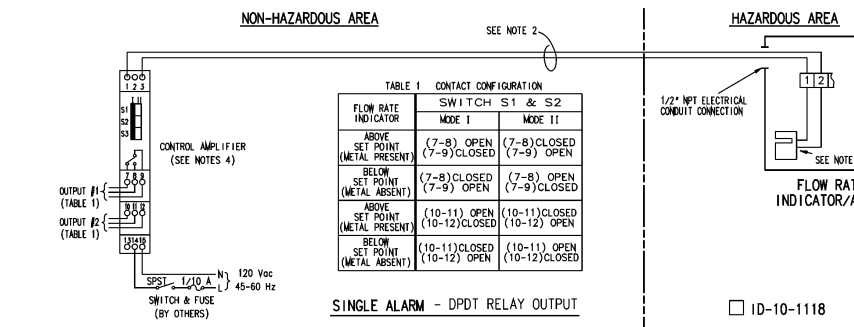 NON-HAZARDOUS AREA
HAZARDOUS AREA
SEE NOTE 2
1 2 3
S1
S2
S3
CONTROL AMPLIFIER
(SEE NOTES 4)
7 8 9
OUTPUT #1
(TABLE 1)
10 11 12
OUTPUT #2
(TABLE 1)
13 14 15
SPST
1/10 A
N
L
120 Vac
45-60 Hz
SWITCH & FUSE
(BY OTHERS)
TABLE 1 CONTACT CONFIGURATION
FLOW RATE INDICATOR
SWITCH S1 & S2
MODE I
MODE II
ABOVE SET POINT (METAL PRESENT)
(7-8) OPEN
(7-9)CLOSED
(7-8)CLOSED
(7-9) OPEN
BELOW SET POINT (METAL ABSENT)
(7-8)CLOSED
(7-9) OPEN
(7-8) OPEN
(7-9)CLOSED
ABOVE SET POINT (METAL PRESENT)
(10-11) OPEN
(10-12)CLOSED
(10-11)CLOSED
(10-12) OPEN
BELOW SET POINT (METAL ABSENT)
(10-11)CLOSED
(10-12) OPEN
(10-11) OPEN
(10-12)CLOSED
SINGLE ALARM - DPDT RELAY OUTPUT
1/2" NPT ELECTRICAL
CONDUIT CONNECTION
1 2
SEE NOTE
FLOW RAT
INDICATOR/A
ID-10-1118